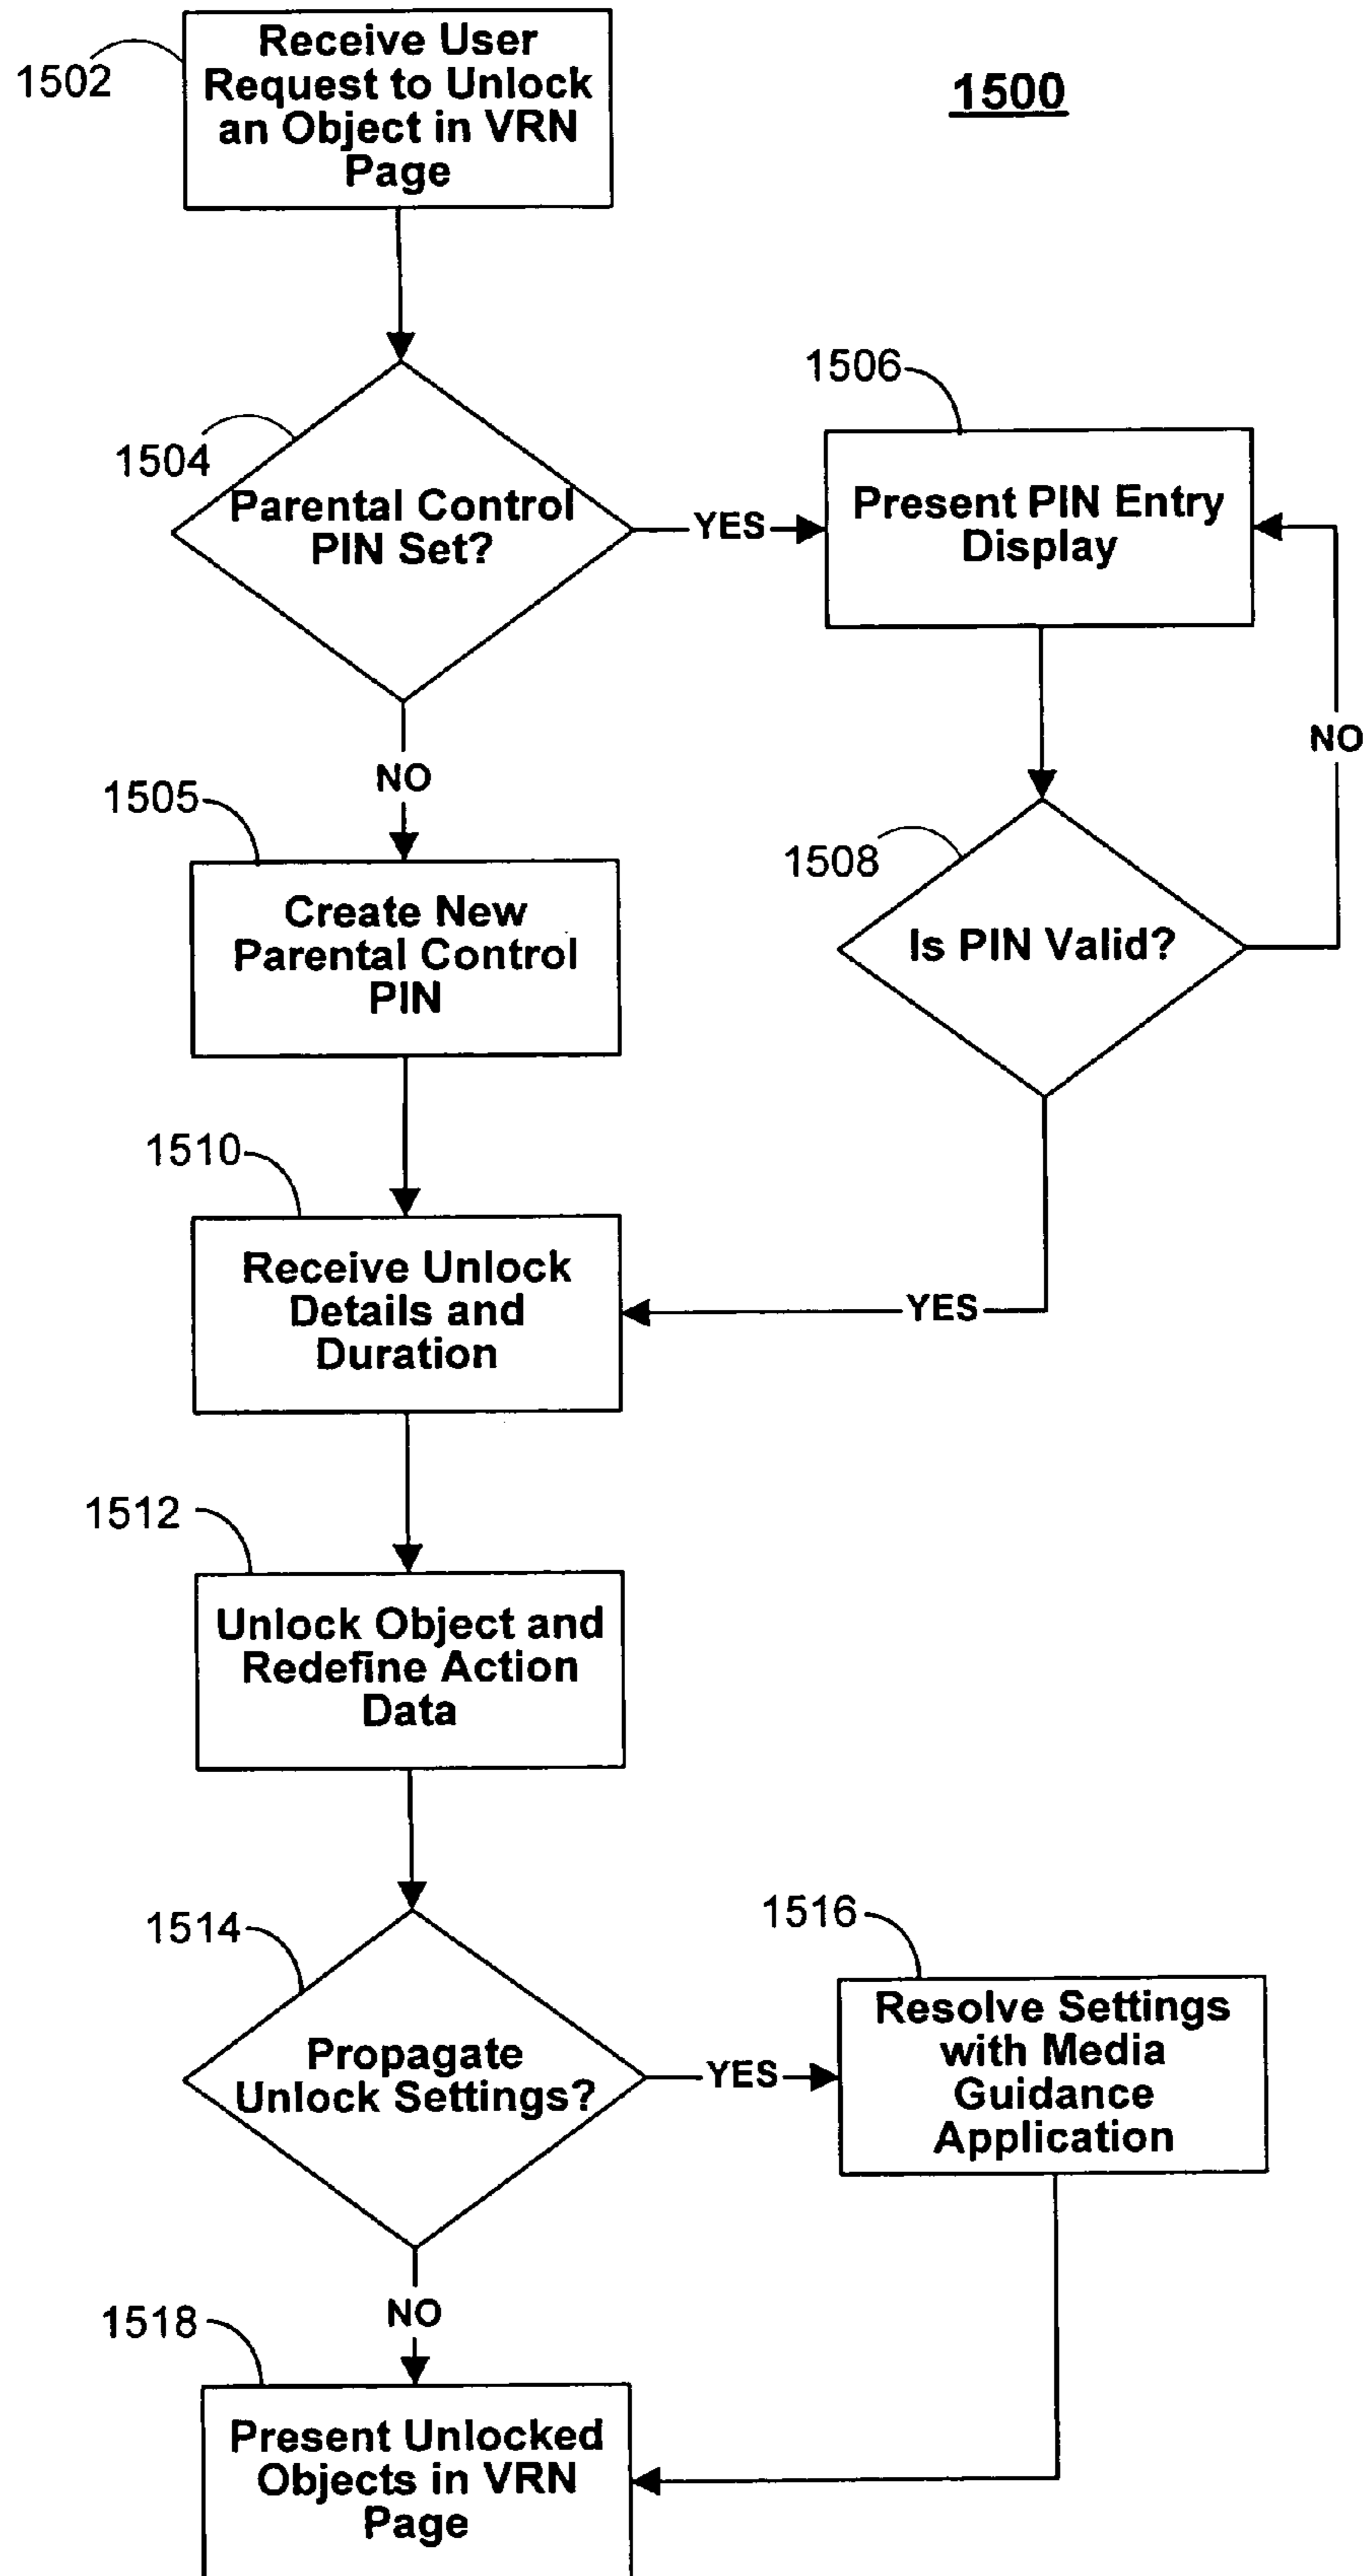 1500
1502
Receive User
Request to Unlock
an Object in VRN
Page
1504
Parental Control
PIN Set?
YES
1506
Present PIN Entry
Display
NO
NO
1505
Create New
Parental Control
PIN
1508
Is PIN Valid?
YES
1510
Receive Unlock
Details and
Duration
1512
Unlock Object and
Redefine Action
Data
1514
Propagate
Unlock Settings?
YES
1516
Resolve Settings
with Media
Guidance
Application
NO
1518
Present Unlocked
Objects in VRN
Page